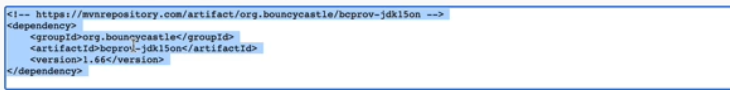 <!-- https://mvnrepository.com/artifact/org.bouncycastle/bcprov-jdk15on -->
<dependency>
    <groupId>org.bouncycastle</groupId>
    <artifactId>bcprov-jdk15on</artifactId>
    <version>1.66</version>
</dependency>